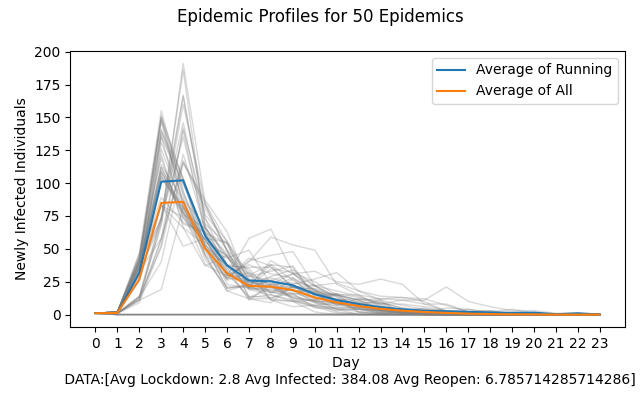 Epidemic Profiles for 50 Epidemics
200
175
150
125
100
75
50
25
0
Newly Infected Individuals
Average of Running
Average of All
0 1 2 3 4 5 6 7 8 9 10 11 12 13 14 15 16 17 18 19 20 21 22 23
Day
DATA:[Avg Lockdown: 2.8 Avg Infected: 384.08 Avg Reopen: 6.785714285714286]